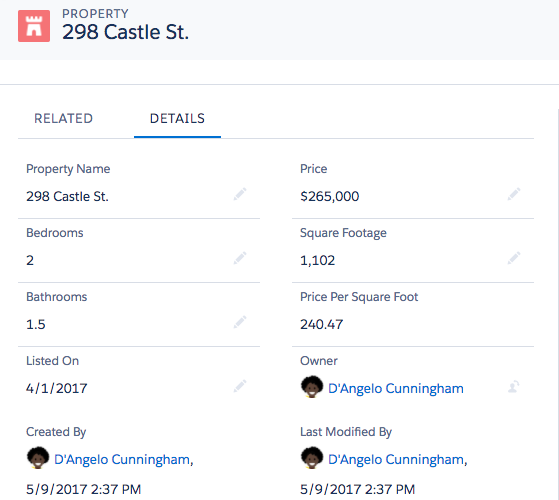 PROPERTY
298 Castle St.
RELATED DETAILS
Property Name Price
298 Castle St. $265,000
Bedrooms Square Footage
2 1,102
Bathrooms Price Per Square Foot
1.5 240.47
Listed On Owner
4/1/2017 D'Angelo Cunningham
Created By Last Modified By
D'Angelo Cunningham, D'Angelo Cunningham,
5/9/2017 2:37 PM 5/9/2017 2:37 PM